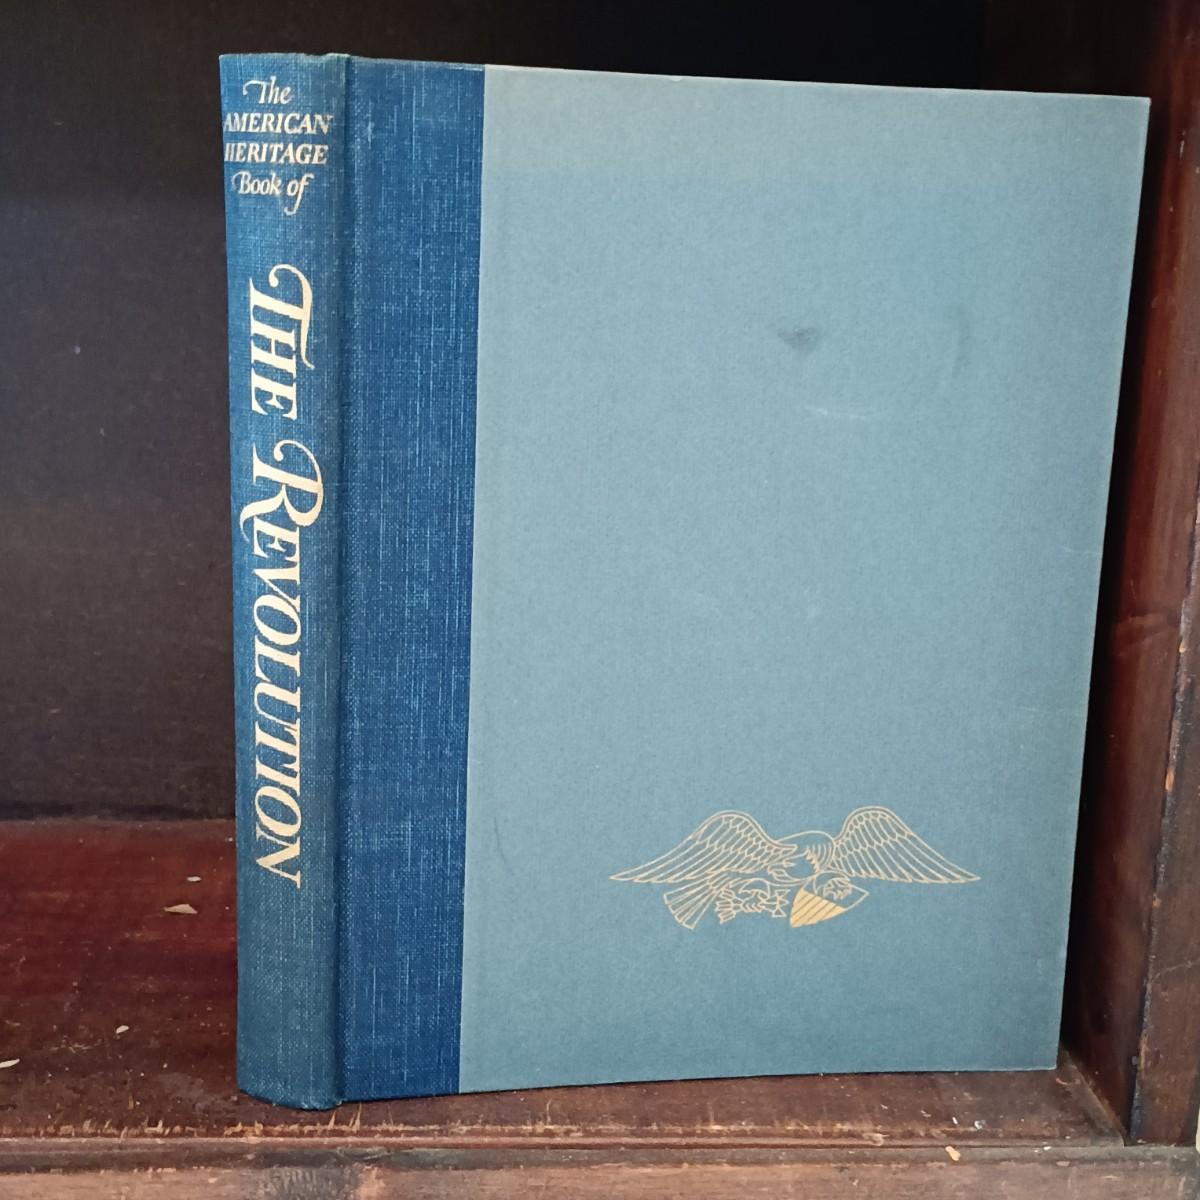 The
AMERICAN
HERITAGE
Book of
THE REVOLUTION